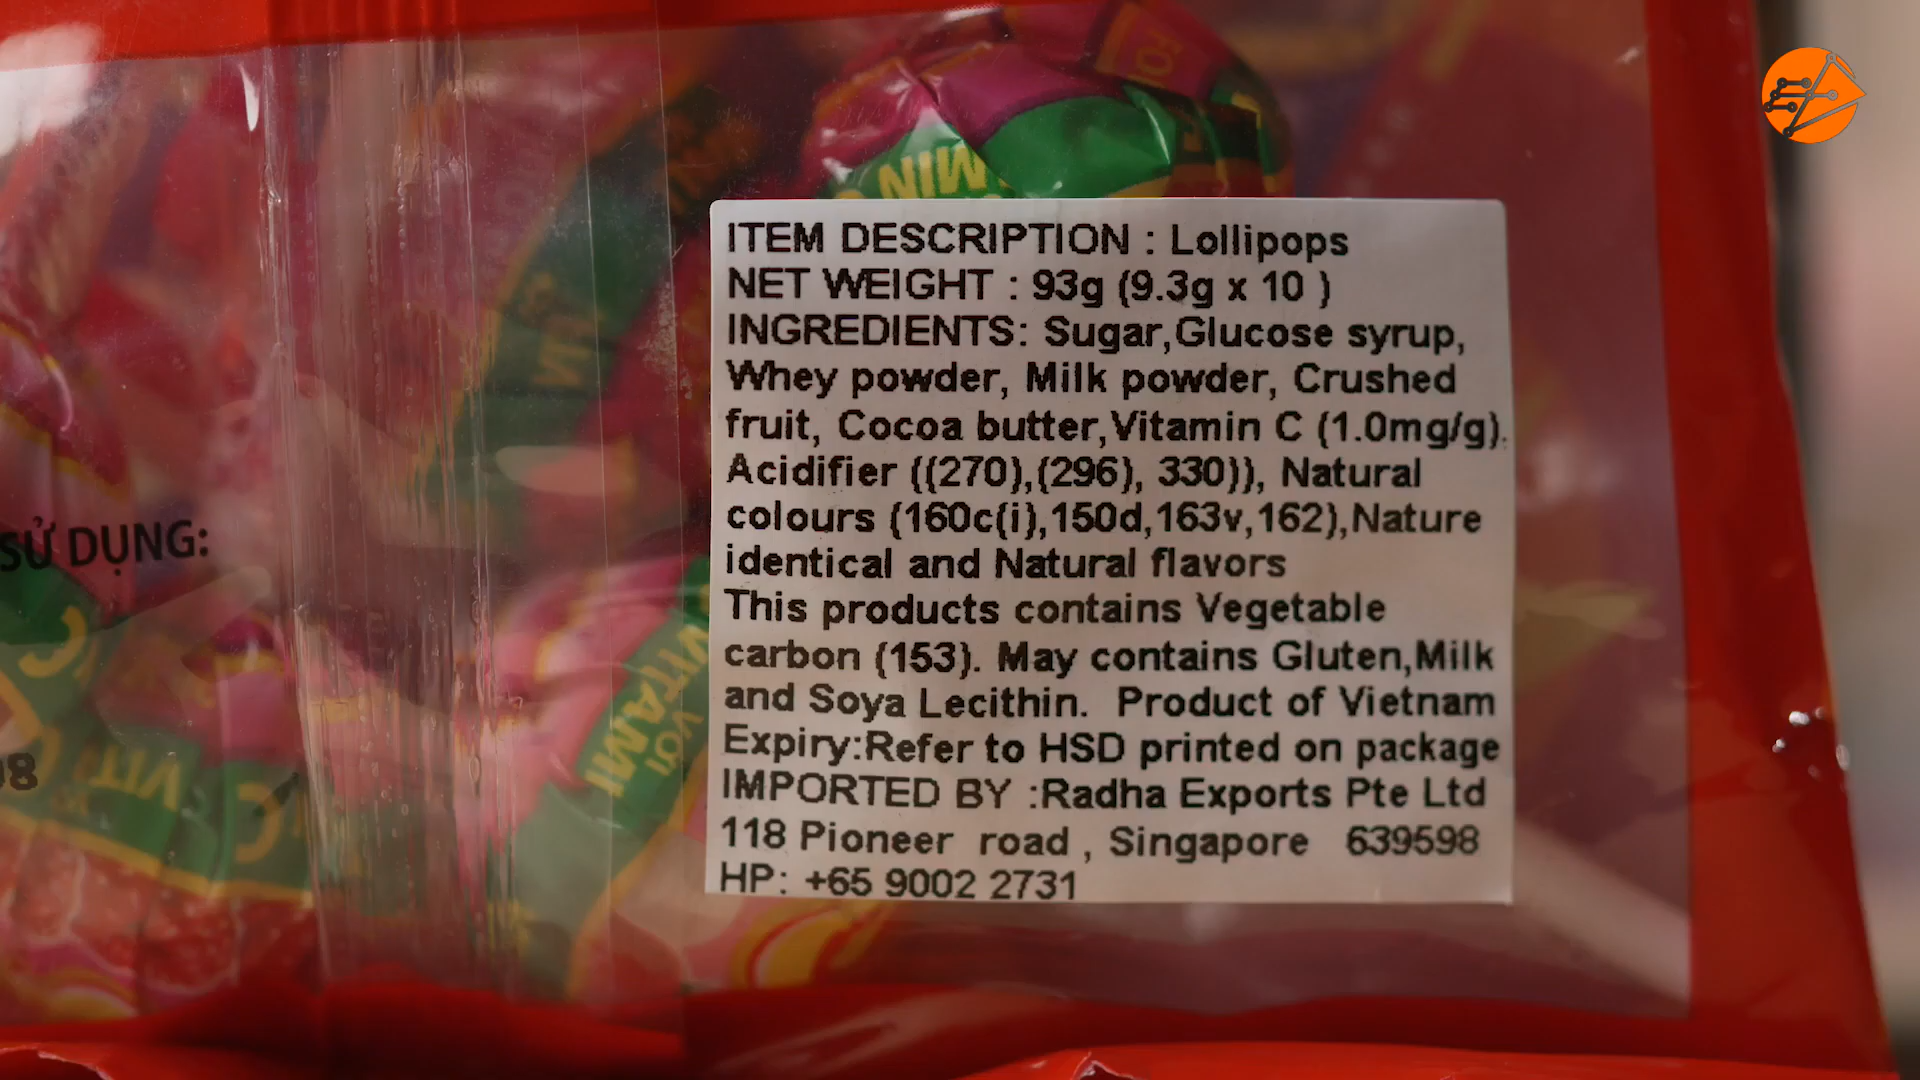 VITAMIN C
ITEM DESCRIPTION : Lollipops
NET WEIGHT : 93g (9.3g x 10 )
INGREDIENTS: Sugar,Glucose syrup,
Whey powder, Milk powder, Crushed
fruit, Cocoa butter,Vitamin C (1.0mg/g).
Acidifier ((270),(296), 330)), Natural
colours (160c(i),150d,163v,162),Nature
identical and Natural flavors
This products contains Vegetable
carbon (153). May contains Gluten,Milk
and Soya Lecithin. Product of Vietnam
Expiry:Refer to HSD printed on package
IMPORTED BY :Radha Exports Pte Ltd
118 Pioneer road , Singapore 639598
HP: +65 9002 2731
SỬ DỤNG:
VỚI
VITAMI